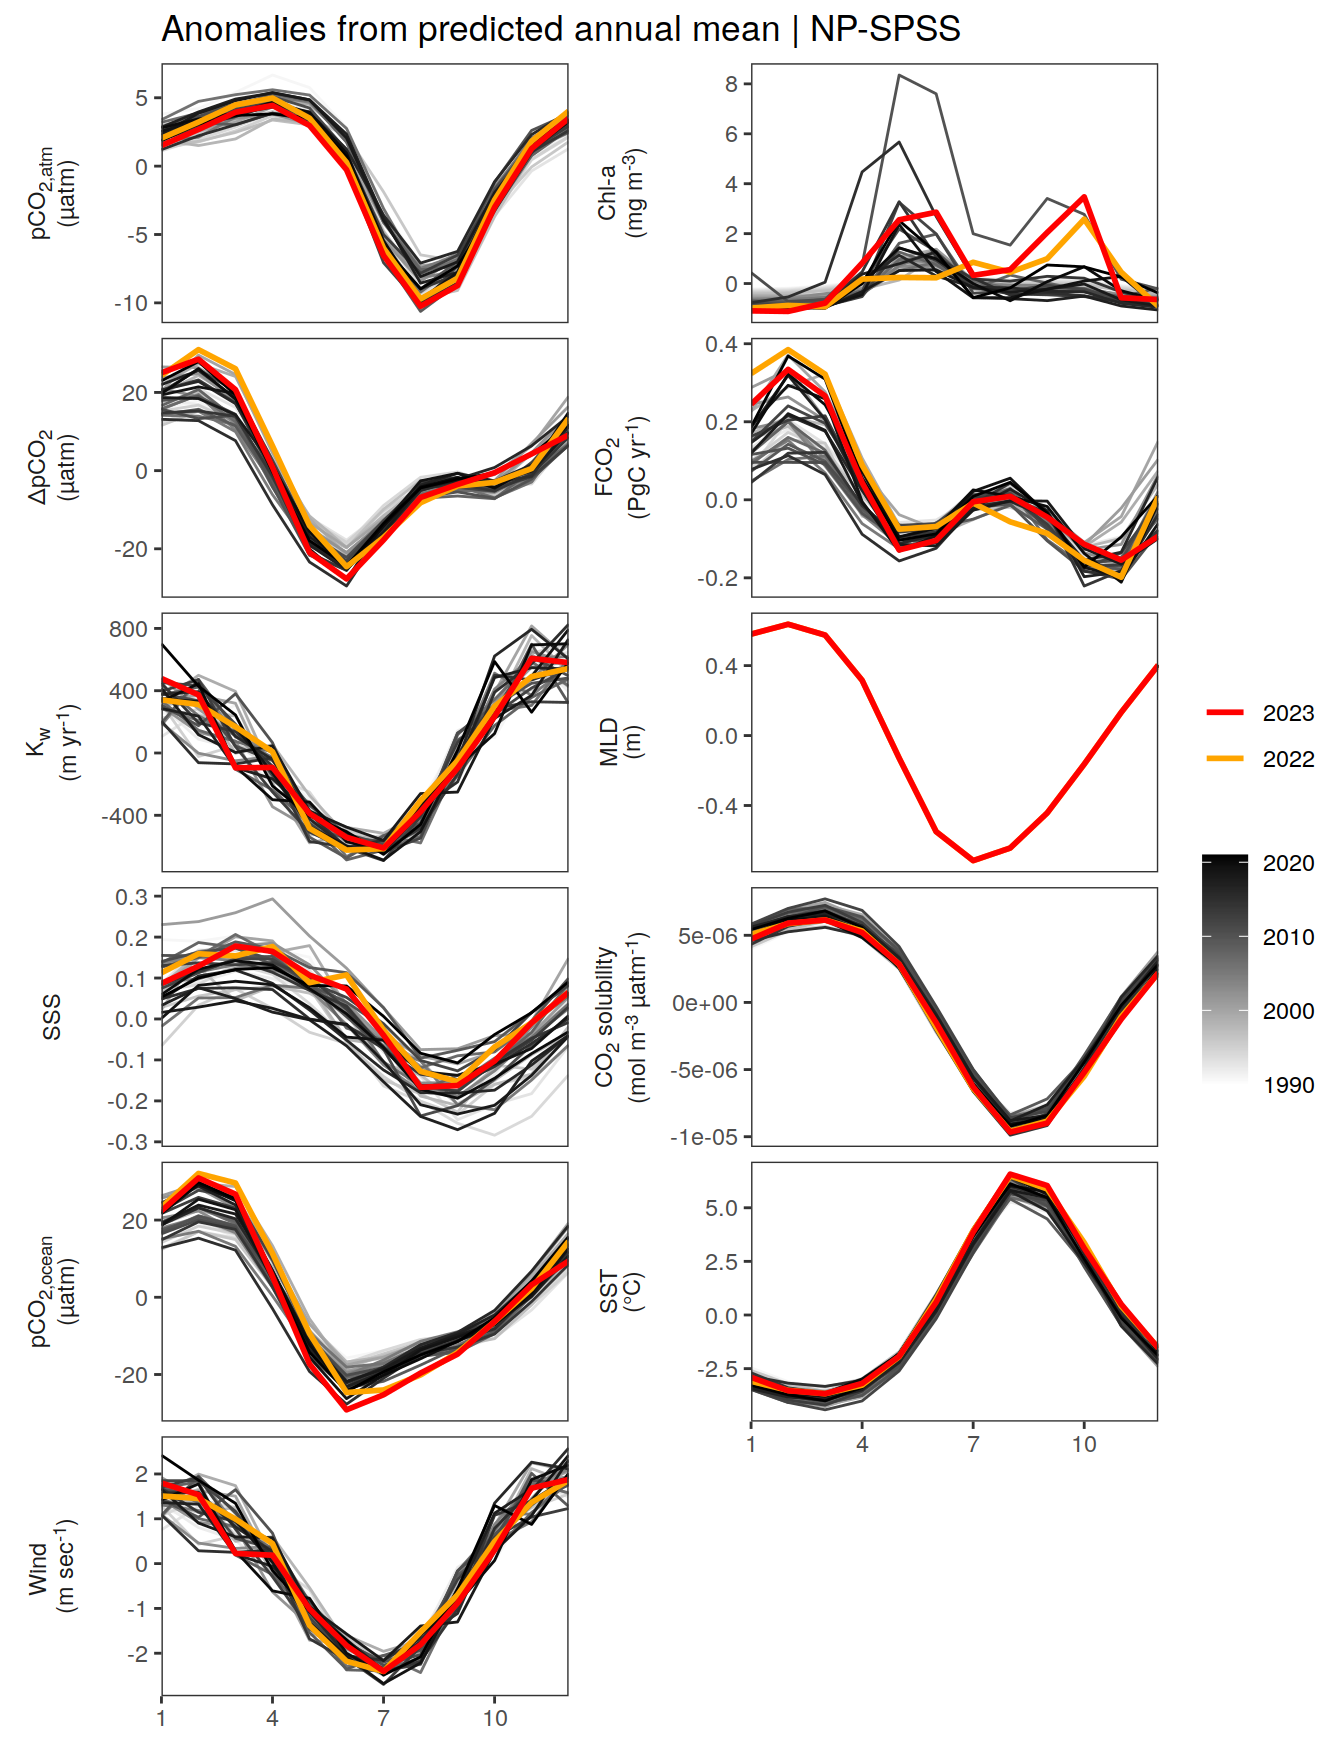 Anomalies from predicted annual mean | NP-SPSS
pCO2,atm
(µatm)
5
0
-5
-10
Chl-a
(mg m-3)
8
6
4
2
0
ΔpCO2
(µatm)
20
0
-20
FCO2
(PgC yr-1)
0.4
0.2
0.0
-0.2
Kw
(m yr-1)
800
400
0
-400
MLD
(m)
0.4
0.0
-0.4
SSS
0.3
0.2
0.1
0.0
-0.1
-0.2
-0.3
CO2 solubility
(mol m-3 µatm-1)
5e-06
0e+00
-5e-06
-1e-05
pCO2,ocean
(µatm)
20
0
-20
SST
(°C)
5.0
2.5
0.0
-2.5
1 4 7 10
Wind
(m sec-1)
2
1
0
-1
-2
1 4 7 10
2023
2022
2020
2010
2000
1990